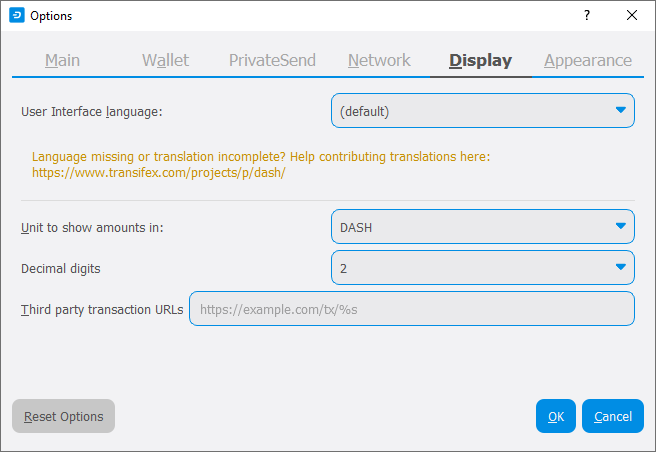 Options
Main Wallet PrivateSend Network Display Appearance
User Interface language: (default)
Language missing or translation incomplete? Help contributing translations here:
https://www.transifex.com/projects/p/dash/
Unit to show amounts in: DASH
Decimal digits 2
Third party transaction URLs https://example.com/tx/%s
Reset Options OK Cancel